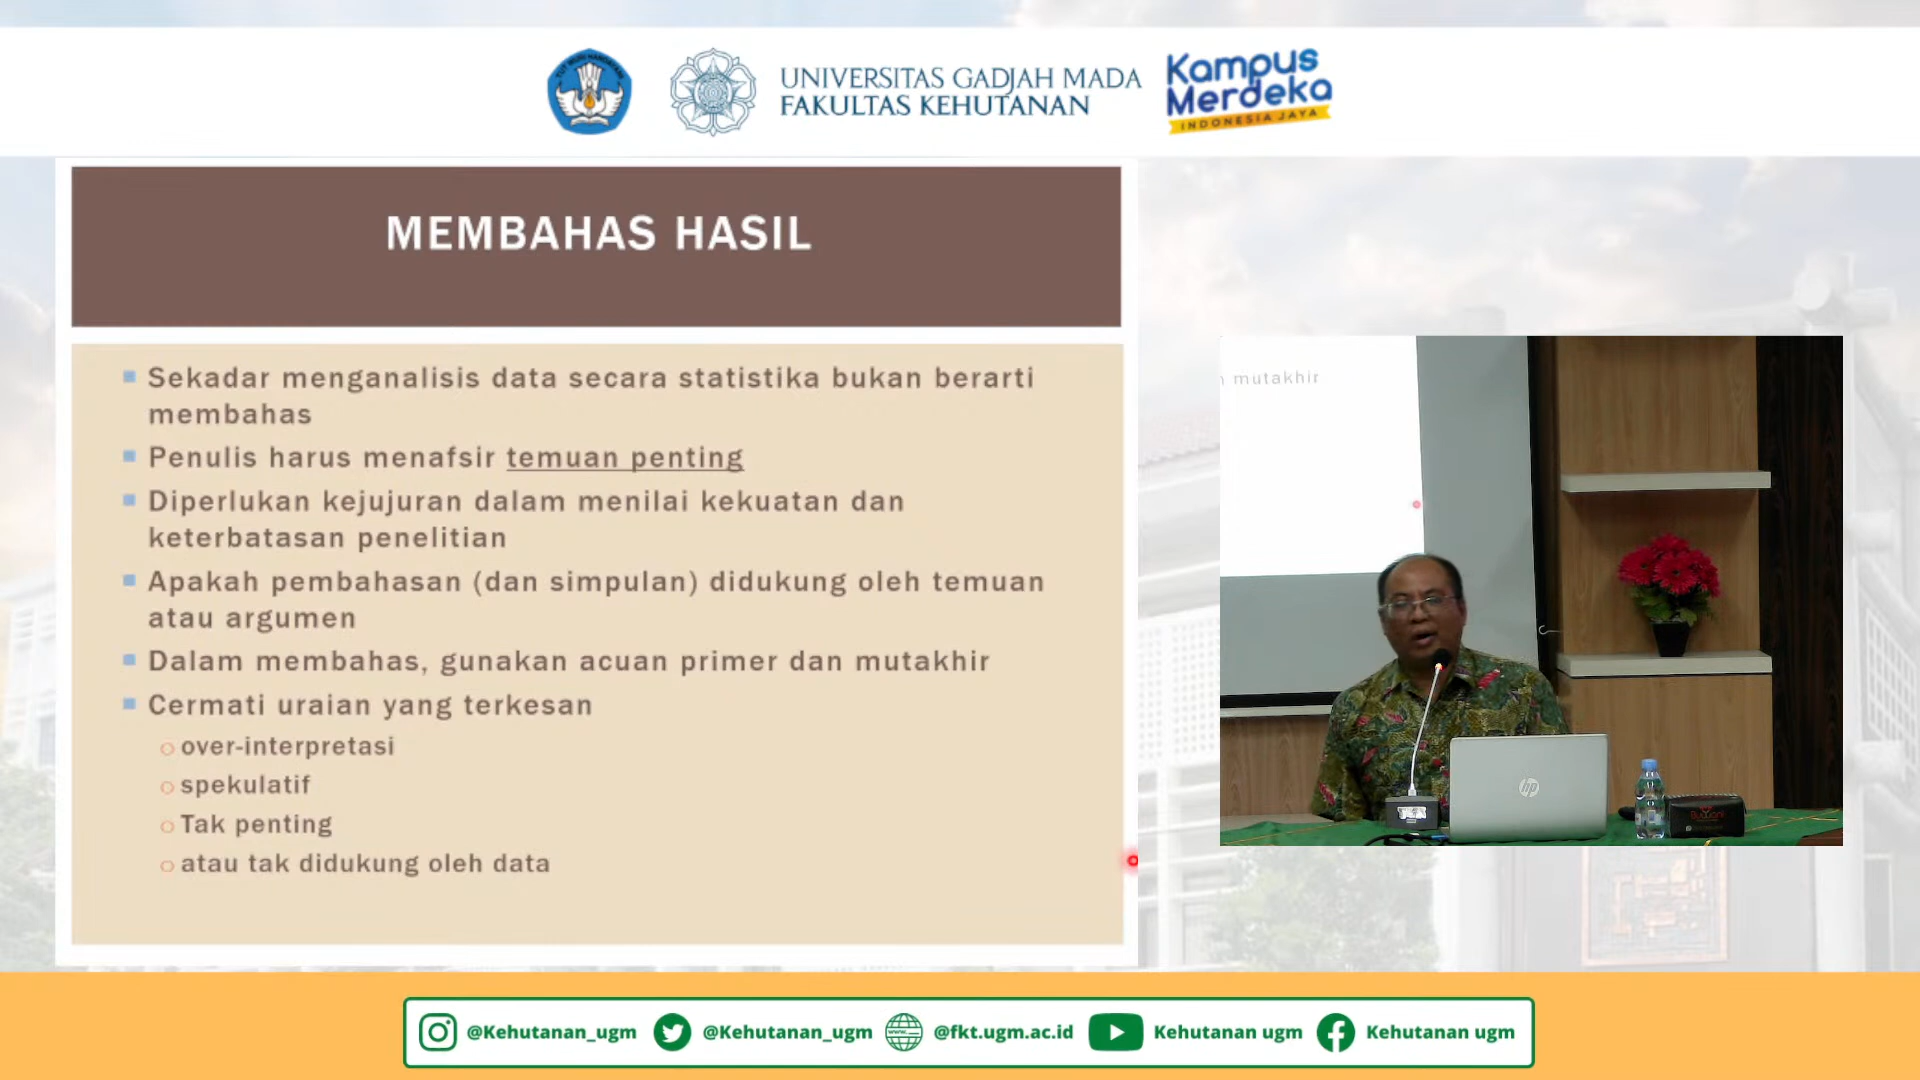 UNIVERSITAS GADJAH MADA
FAKULTAS KEHUTANAN
Kampus
Merdeka
INDONESIA JAYA
MEMBAHAS HASIL
Sekadar menganalisis data secara statistika bukan berarti
membahas
Penulis harus menafsir temuan penting
Diperlukan kejujuran dalam menilai kekuatan dan
keterbatasan penelitian
Apakah pembahasan (dan simpulan) didukung oleh temuan
atau argumen
Dalam membahas, gunakan acuan primer dan mutakhir
Cermati uraian yang terkesan
over-interpretasi
spekulatif
Tak penting
atau tak didukung oleh data
mutakhir
hp
@Kehutanan_ugm
@Kehutanan_ugm
@fkt.ugm.ac.id
Kehutanan ugm
Kehutanan ugm